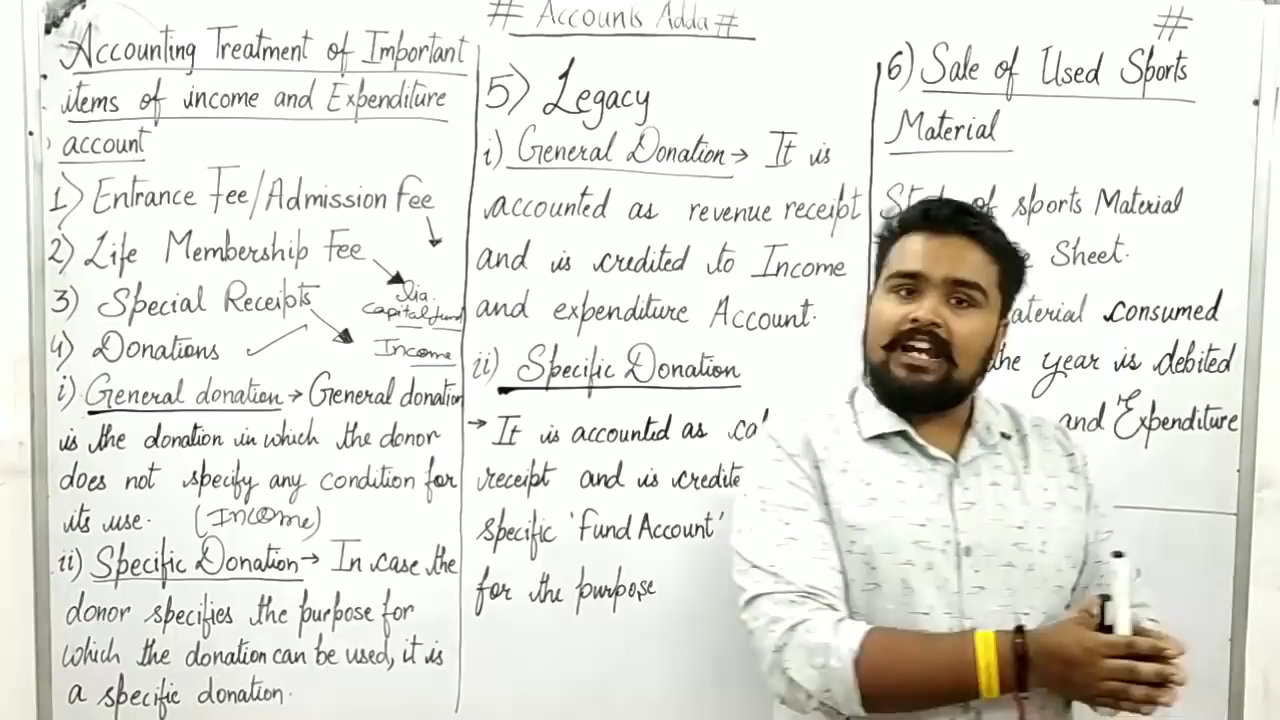 # Accounts Adda #
Accounting Treatment of Important
items of income and Expenditure
account
1) Entrance Fee/Admission Fee
2) Life Membership Fee
3) Special Receipts
Lia.
Capital fund
4) Donations
Income
i) General donation → General donation
is the donation in which the donor
does not specify any condition for
its use. (Income)
ii) Specific Donation → In case the
donor specifies the purpose for
which the donation can be used, it is
a specific donation.
5) Legacy
i) General Donation → It is
accounted as revenue receipt
and is credited to Income
and expenditure Account.
ii) Specific Donation
→ It is accounted as
receipt and is credite
specific 'Fund Account'
for the purpose
#
6) Sale of Used Sports
Material
of sports Material
Sheet.
aterial consumed
the year is debited
and Expenditure